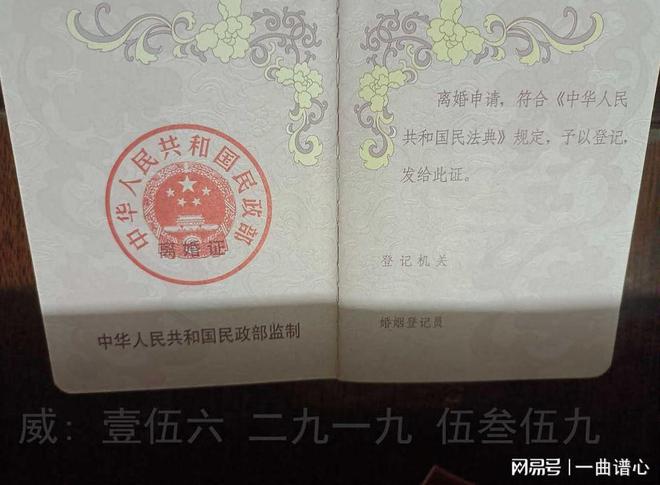 中华人民共和国民政部
离婚证
中华人民共和国民政部监制
离婚申请，符合《中华人民
共和国民法典》规定，予以登记，
发给此证。
登记机关
婚姻登记员
威：壹伍六 二九一九 伍叁伍九
网易号 | 一曲谱心